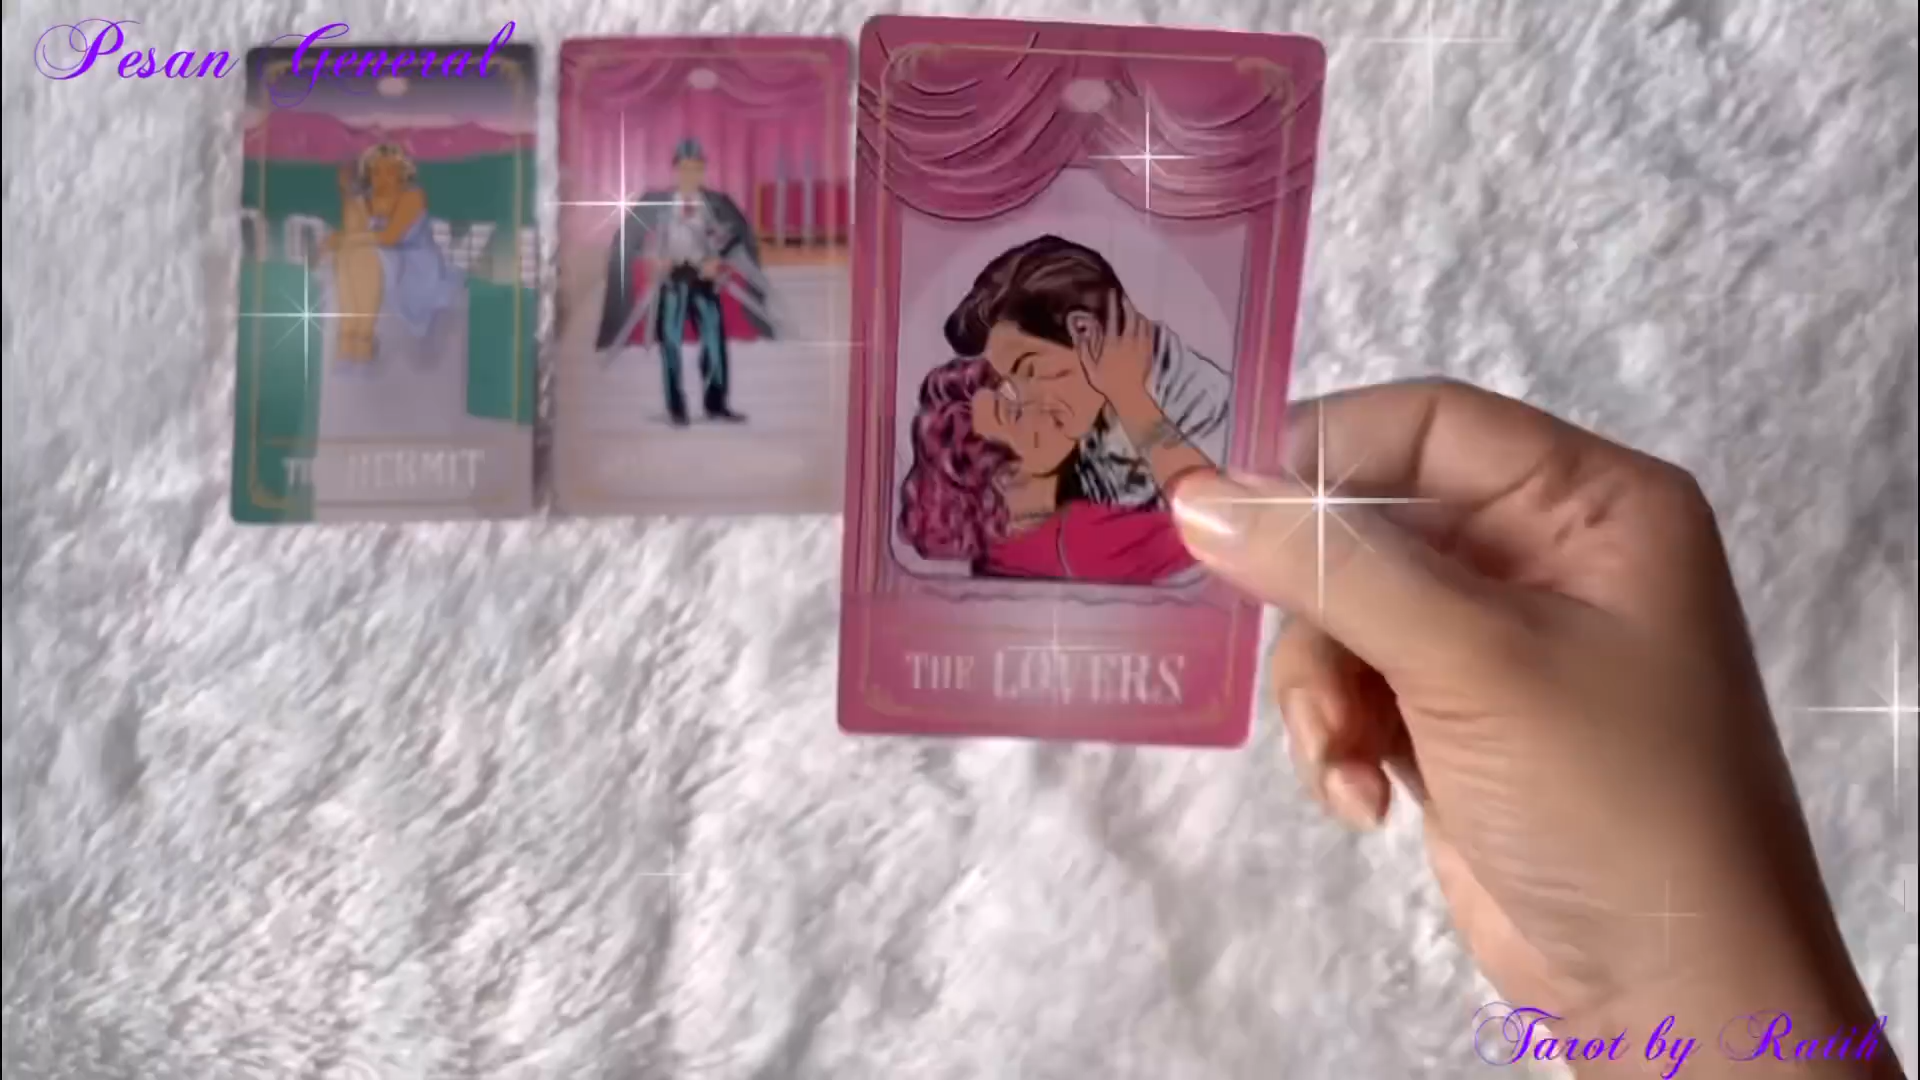 Pesan General
THE HERMIT
THE LOVERS
Tarot by Ratih